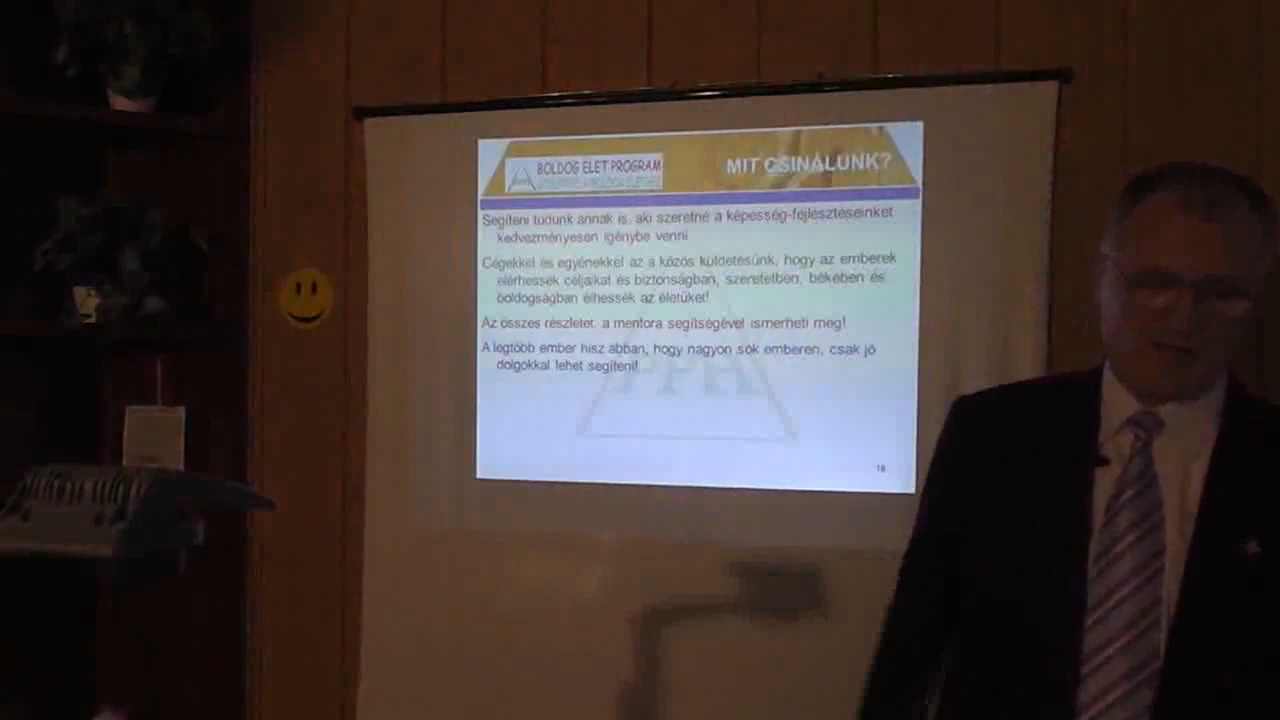 BOLDOG ÉLET PROGRAM
MIT CSINÁLUNK?
Segíteni tudunk annak is, aki szeretné a képesség-fejlesztéseinket
kedvezményesen igénybe venni
Cégekkel és egyénekkel az a közös küldetésünk, hogy az emberek
elérhessék céljaikat és biztonságban, szeretetben, békében és
boldogságban élhessék az életüket!
Az összes részletet, a mentora segítségével ismerheti meg!
A legtöbb ember hisz abban, hogy nagyon sok emberen, csak jó
dolgokkal lehet segíteni!